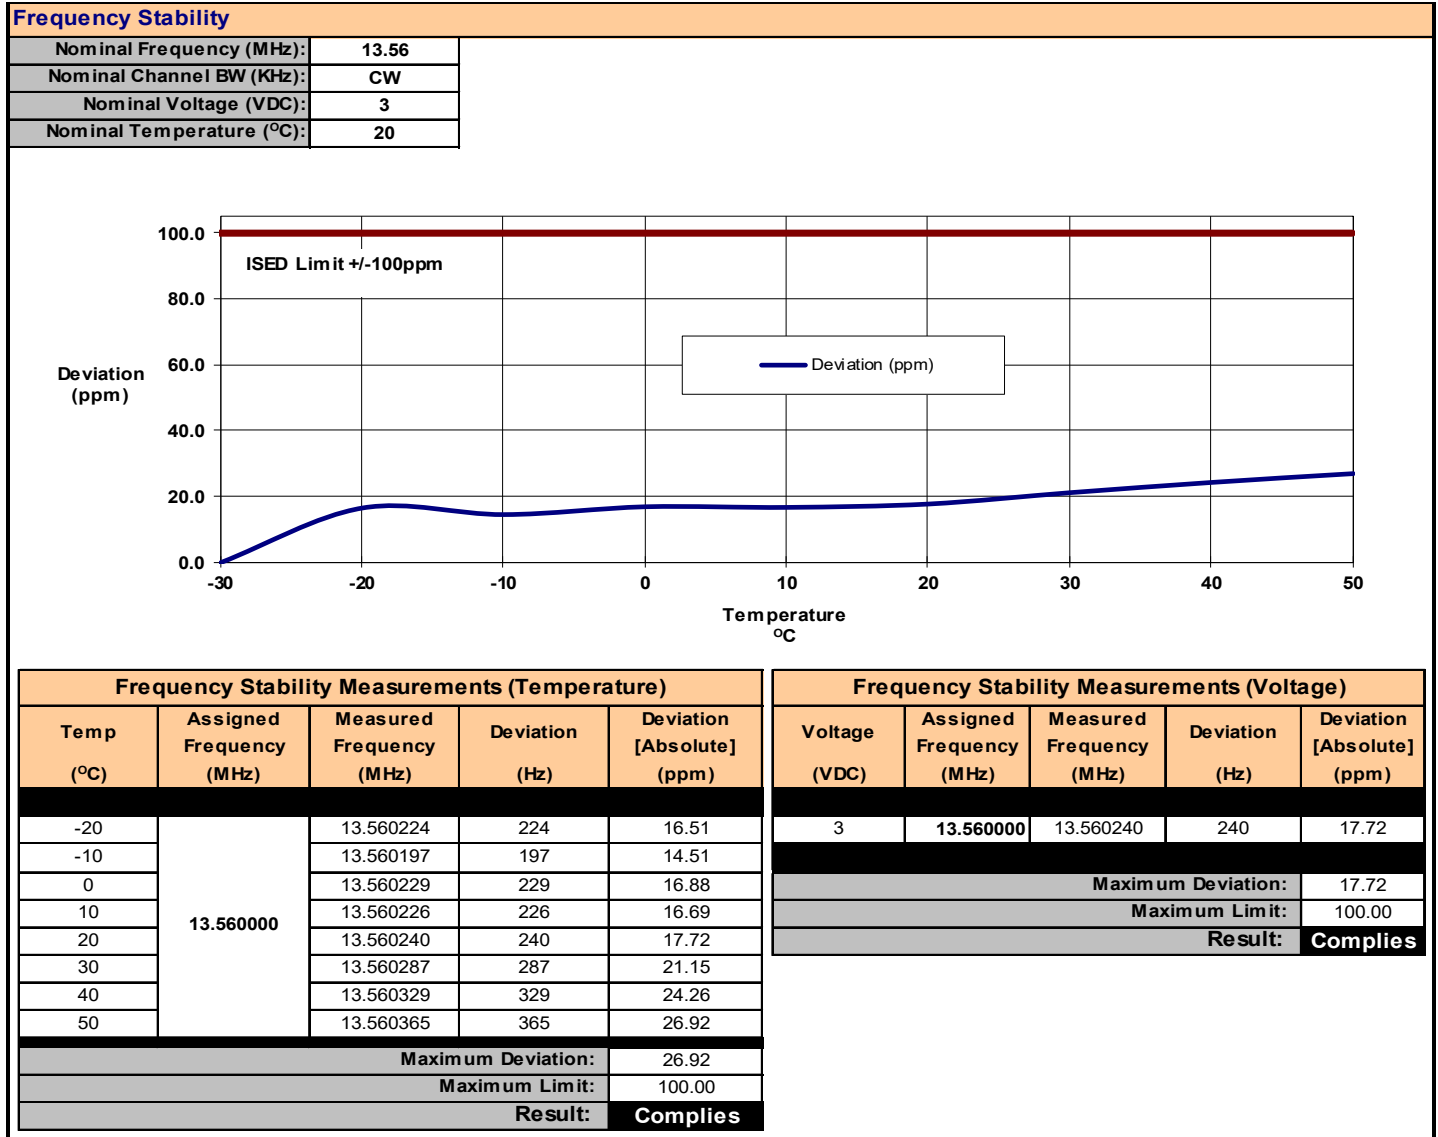 Frequency Stability
Nominal Frequency (MHz): 13.56
Nominal Channel BW (KHz): CW
Nominal Voltage (VDC): 3
Nominal Temperature (ᴼC): 20
100.0
ISED Limit +/-100ppm
80.0
60.0
Deviation (ppm)
Deviation
(ppm)
40.0
20.0
0.0
-30 -20 -10 0 10 20 30 40 50
Temperature
ᴼC
Frequency Stability Measurements (Temperature)
Temp Assigned Measured Deviation Deviation
Frequency Frequency [Absolute]
(ᴼC) (MHz) (MHz) (Hz) (ppm)
-20 13.560224 224 16.51
-10 13.560197 197 14.51
0 13.560229 229 16.88
10 13.560226 226 16.69
13.560000
20 13.560240 240 17.72
30 13.560287 287 21.15
40 13.560329 329 24.26
50 13.560365 365 26.92
Maximum Deviation: 26.92
Maximum Limit: 100.00
Result: Complies
Frequency Stability Measurements (Voltage)
Voltage Assigned Measured Deviation Deviation
Frequency Frequency [Absolute]
(VDC) (MHz) (MHz) (Hz) (ppm)
3 13.560000 13.560240 240 17.72
Maximum Deviation: 17.72
Maximum Limit: 100.00
Result: Complies